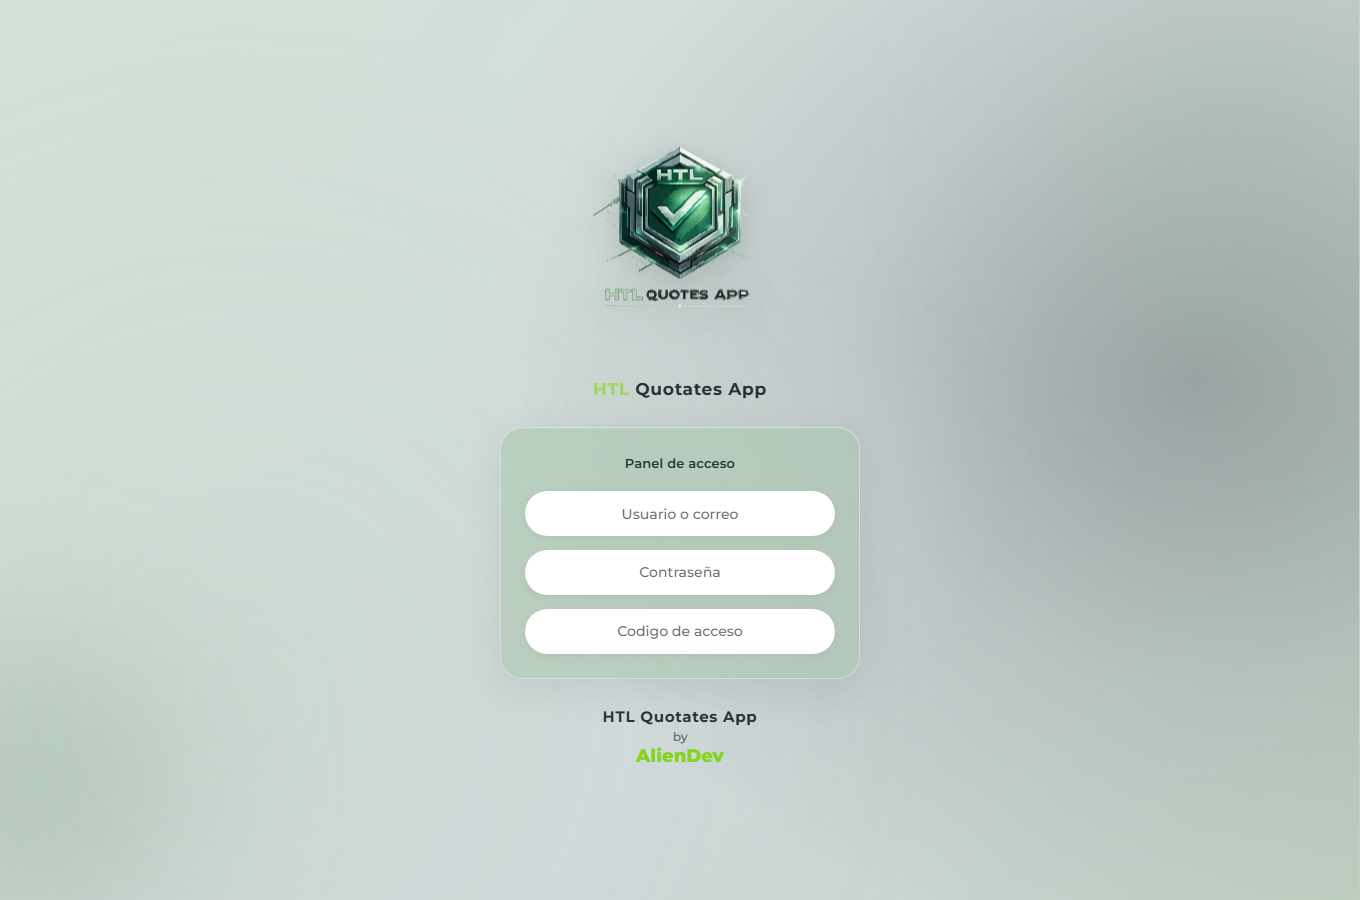 HTL
HTL QUOTES APP
HTL Quotates App
Panel de acceso
Usuario o correo
Contraseña
Codigo de acceso
HTL Quotates App
by
AlienDev